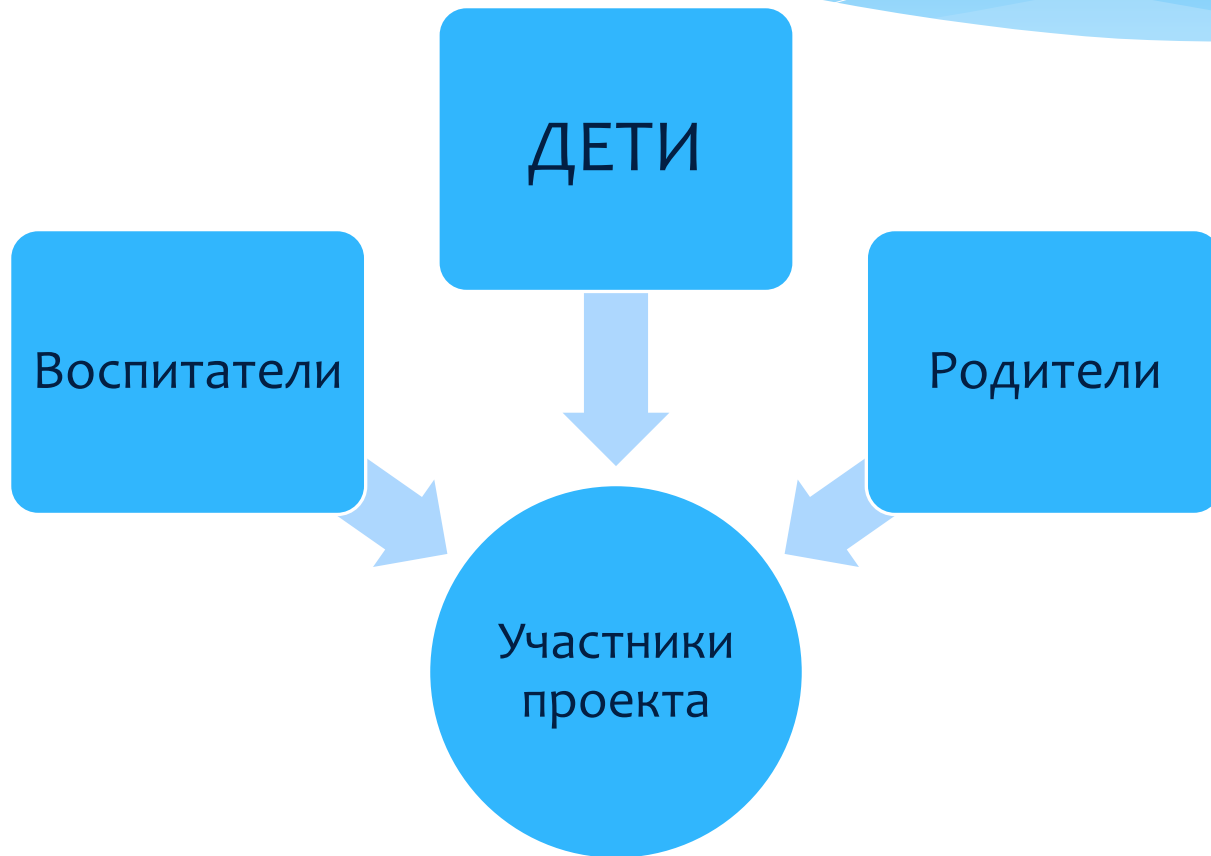 ДЕТИ
Воспитатели
Родители
Участники
проекта